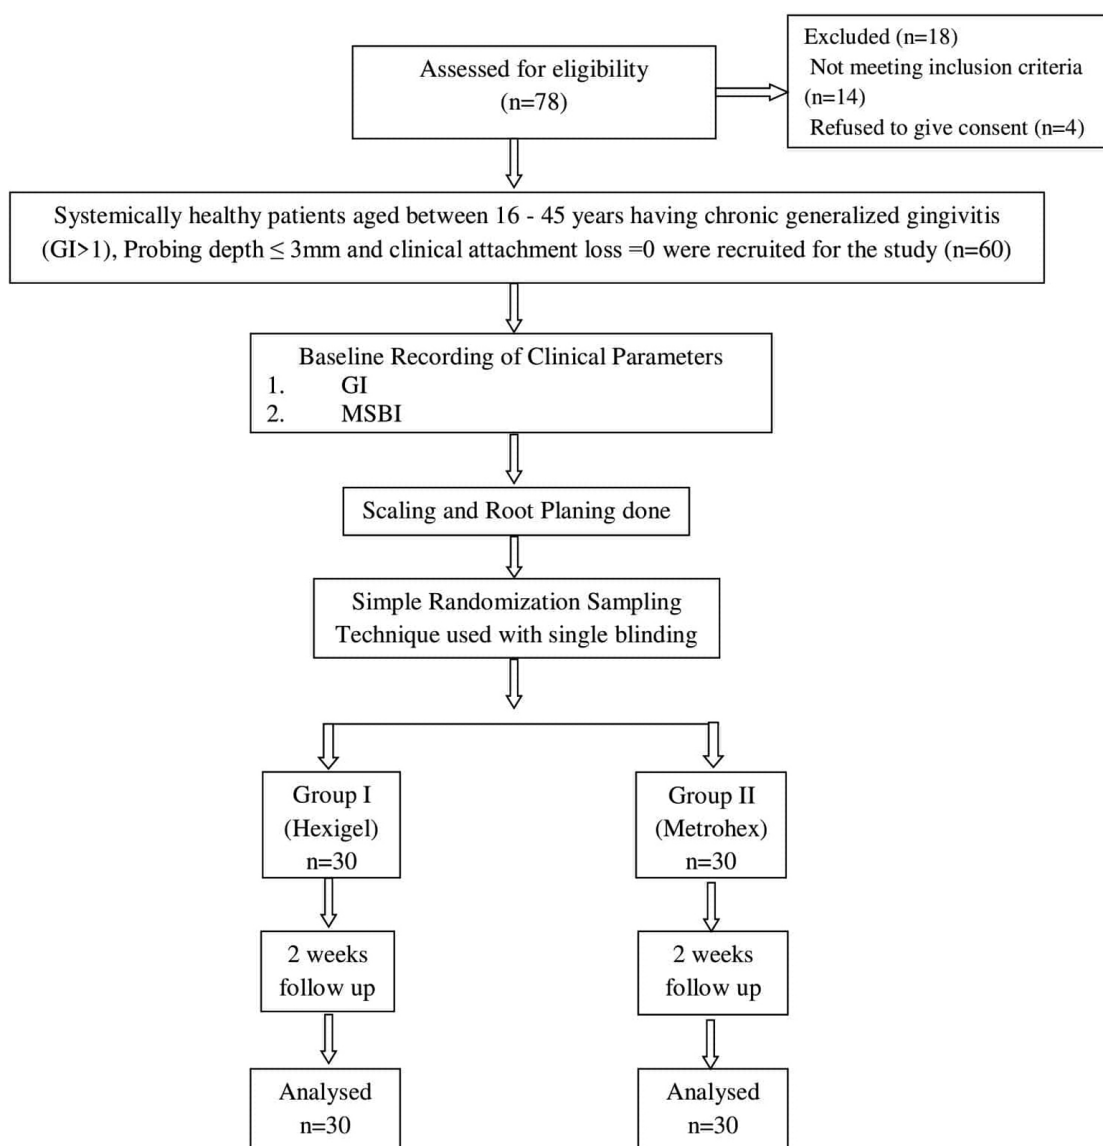 Assessed for eligibility
(n=78)
Excluded (n=18)
Not meeting inclusion criteria
(n=14)
Refused to give consent (n=4)
Systemically healthy patients aged between 16 - 45 years having chronic generalized gingivitis
(GI>1), Probing depth ≤ 3mm and clinical attachment loss =0 were recruited for the study (n=60)
Baseline Recording of Clinical Parameters
1. GI
2. MSBI
Scaling and Root Planing done
Simple Randomization Sampling
Technique used with single blinding
Group I
(Hexigel)
n=30
Group II
(Metrohex)
n=30
2 weeks
follow up
2 weeks
follow up
Analysed
n=30
Analysed
n=30